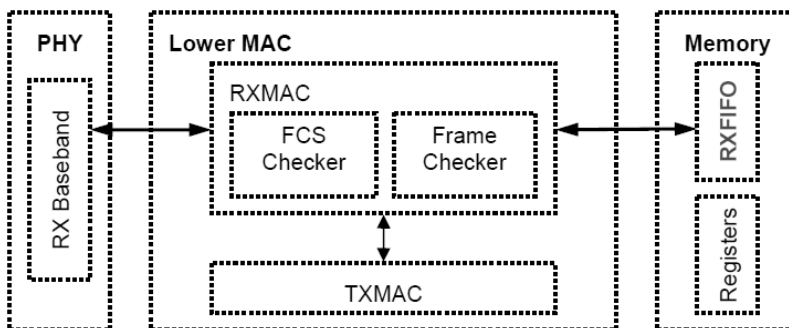 PHY
RX Baseband
Lower MAC
RXMAC
FCS
Checker
Frame
Checker
TXMAC
Memory
RXFIFO
Registers